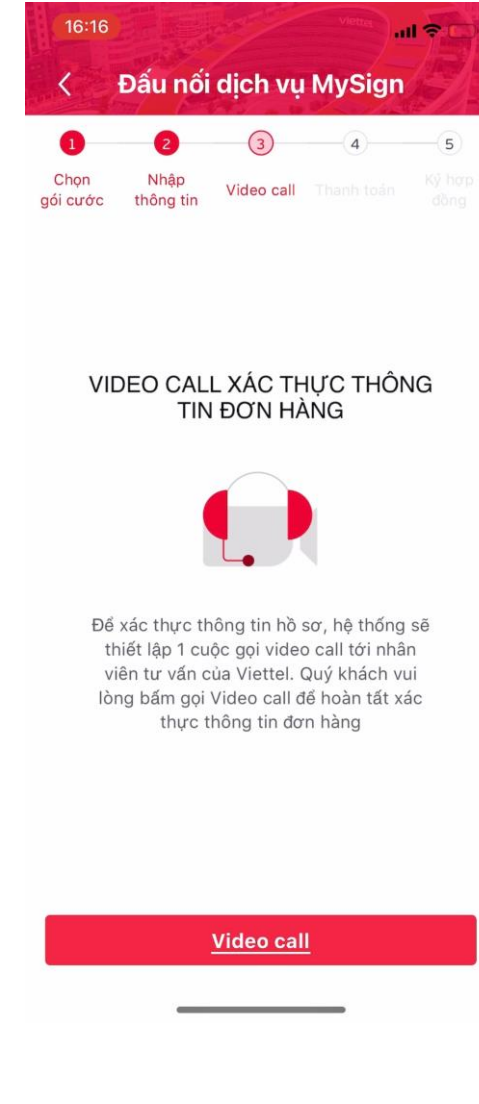 16:16
viettel
Đấu nối dịch vụ MySign
1 2 3 4 5
Chọn
gói cước
Nhập
thông tin
Video call
Thanh toán
Ký hợp
đồng
VIDEO CALL XÁC THỰC THÔNG
TIN ĐƠN HÀNG
Để xác thực thông tin hồ sơ, hệ thống sẽ
thiết lập 1 cuộc gọi video call tới nhân
viên tư vấn của Viettel. Quý khách vui
lòng bấm gọi Video call để hoàn tất xác
thực thông tin đơn hàng
Video call